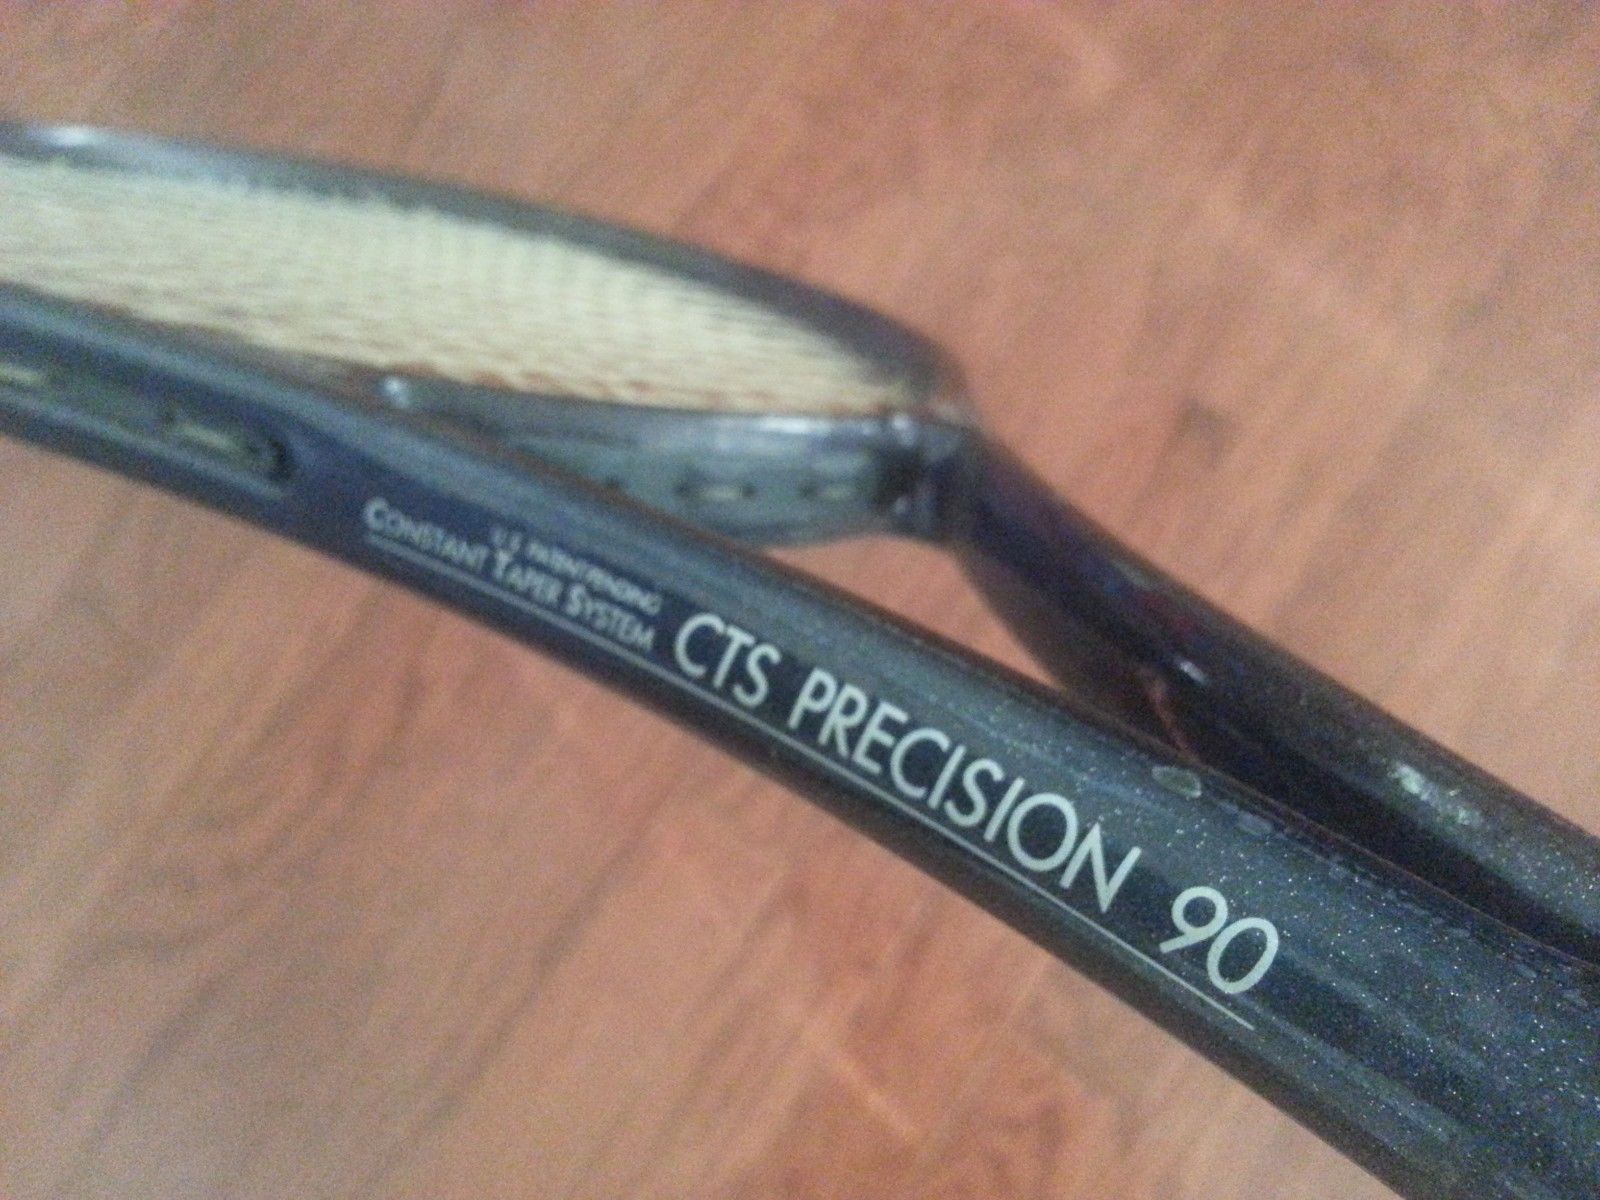 U.S. PATENT PENDING
CONSTANT TAPER SYSTEM
CTS PRECISION 90